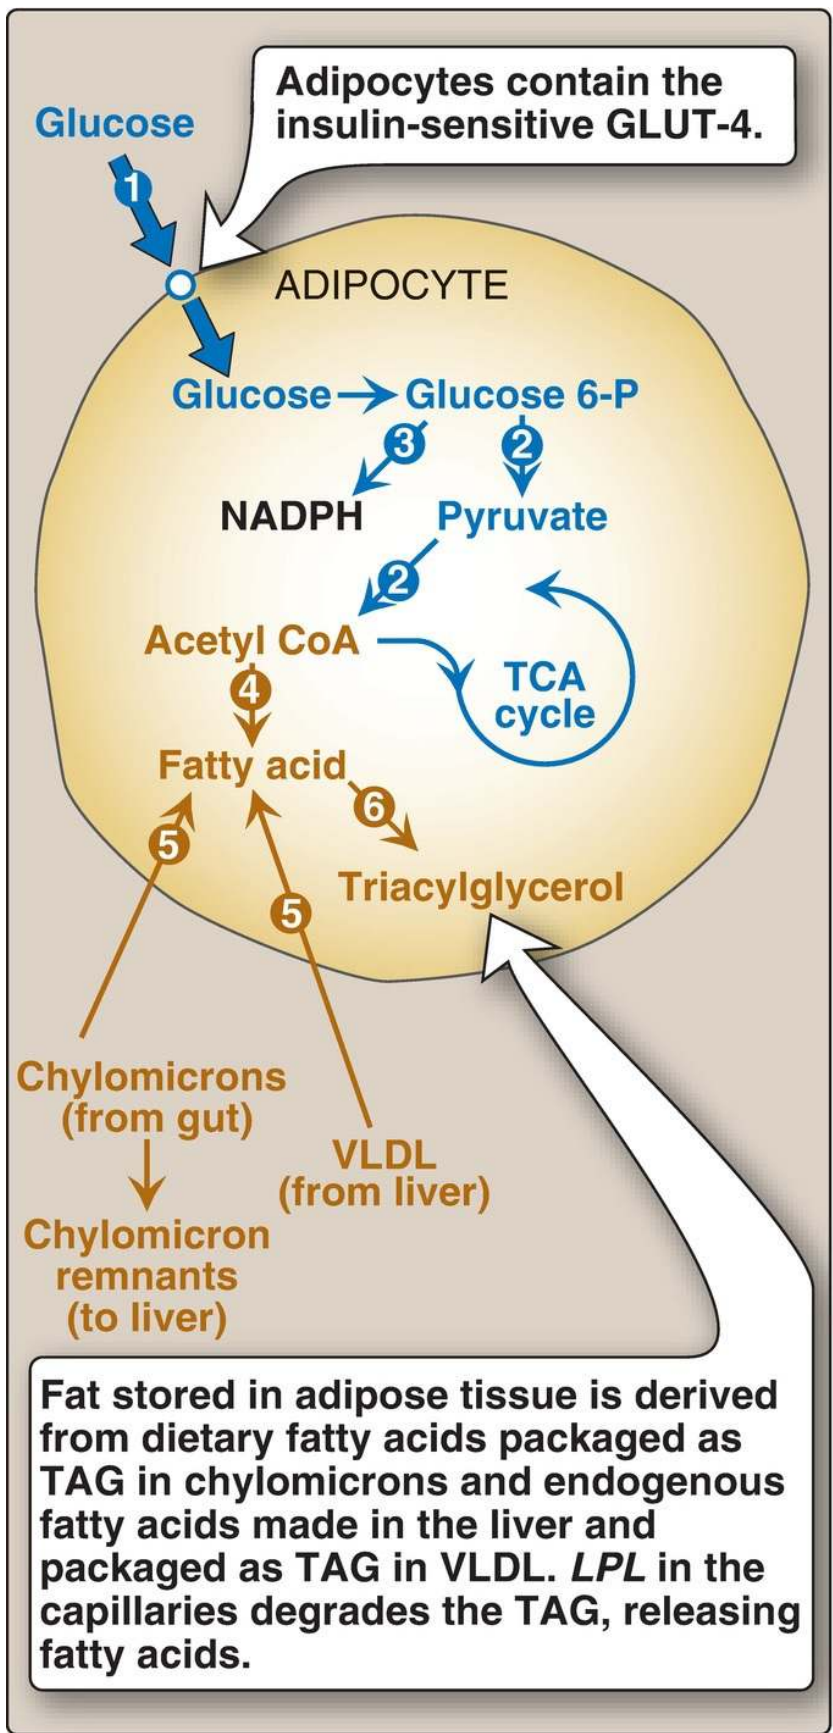 Adipocytes contain the
insulin-sensitive GLUT-4.
Glucose
1
ADIPOCYTE
Glucose
Glucose 6-P
3
2
NADPH
Pyruvate
2
Acetyl CoA
TCA
cycle
4
Fatty acid
6
5
Triacylglycerol
5
Chylomicrons
(from gut)
VLDL
(from liver)
Chylomicron
remnants
(to liver)
Fat stored in adipose tissue is derived
from dietary fatty acids packaged as
TAG in chylomicrons and endogenous
fatty acids made in the liver and
packaged as TAG in VLDL. LPL in the
capillaries degrades the TAG, releasing
fatty acids.